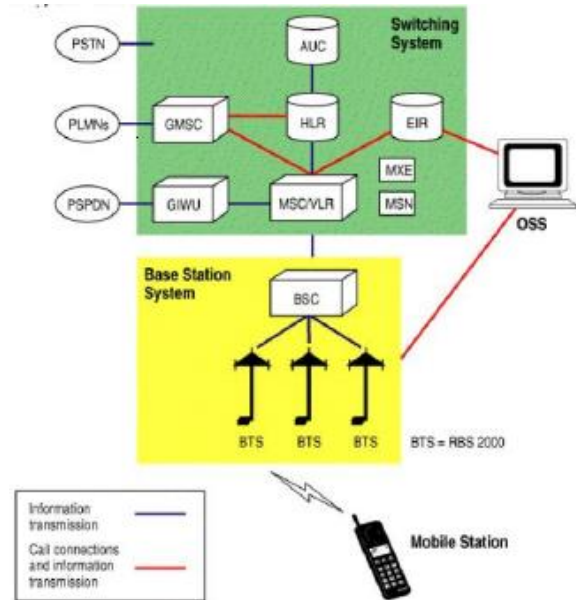 Switching
System
PSTN
AUC
PLMNs
GMSC
HLR
EIR
MXE
PSPDN
GIWU
MSC/VLR
MSN
OSS
Base Station
System
BSC
BTS
BTS
BTS
BTS = RBS 2000
Information
transmission
Call connections
and information
transmission
Mobile Station